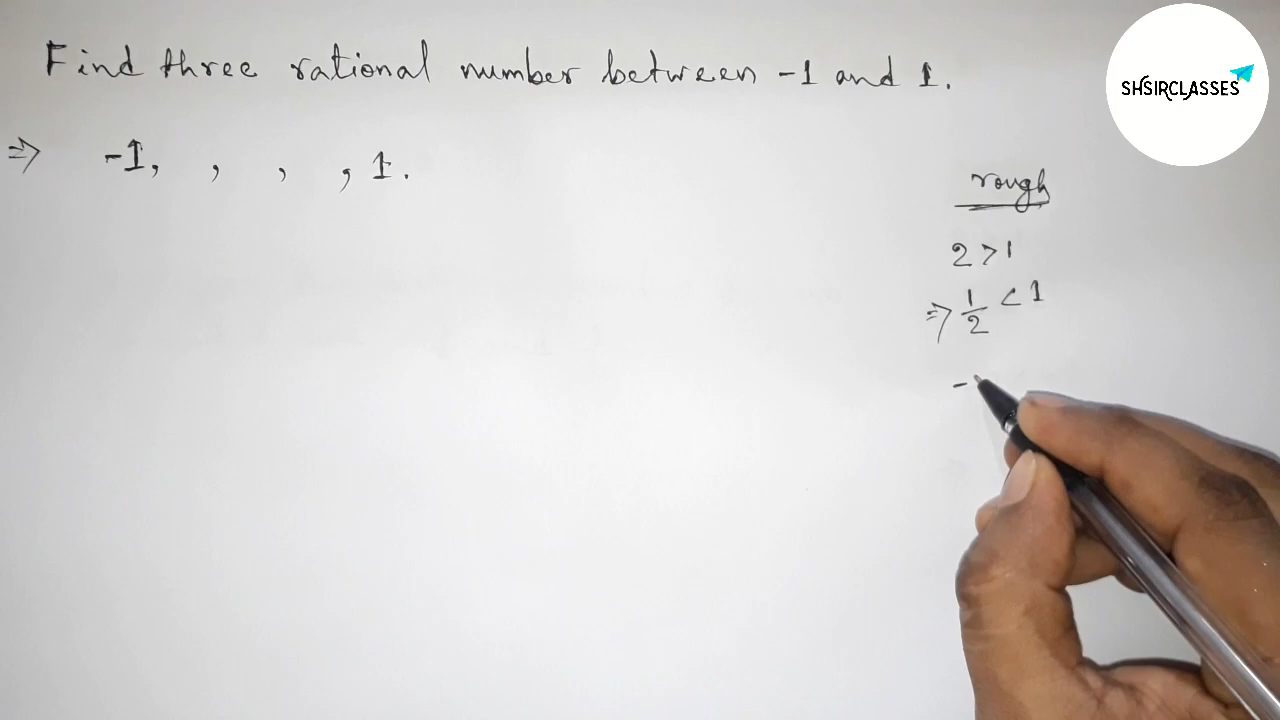 Find three rational number between -1 and 1.
SHSIRCLASSES
⇒ -1, , , , 1.
rough
2 > 1
⇒ 1/2 < 1
-